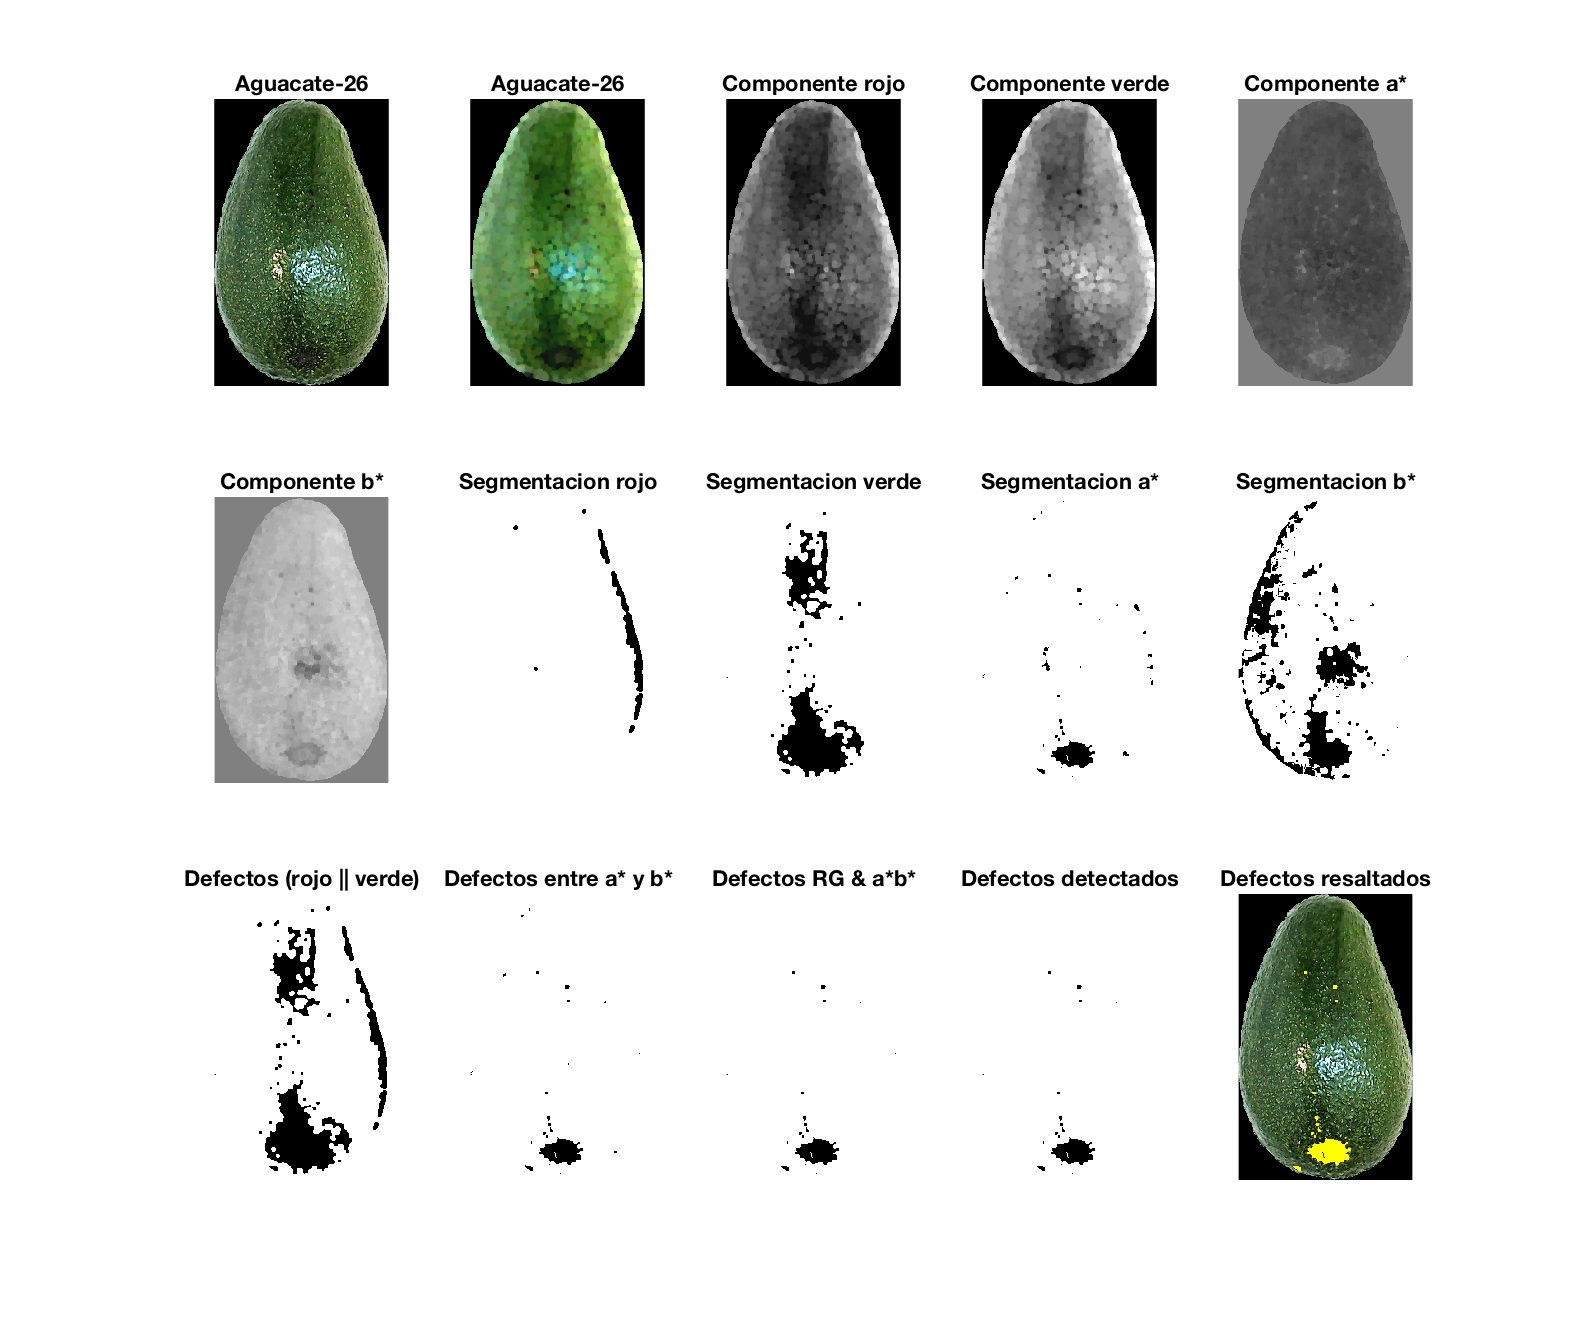 Aguacate-26
Aguacate-26
Componente rojo
Componente verde
Componente a*
Componente b*
Segmentacion rojo
Segmentacion verde
Segmentacion a*
Segmentacion b*
Defectos (rojo || verde)
Defectos entre a* y b*
Defectos RG & a*b*
Defectos detectados
Defectos resaltados